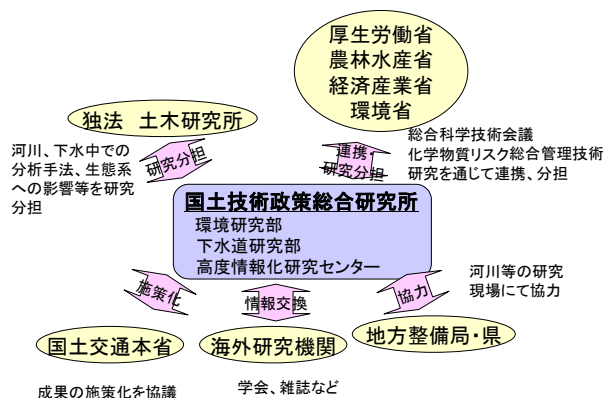 厚生労働省
農林水産省
経済産業省
環境省
独法 土木研究所
河川、下水中での
分析手法、生態系
への影響等を研究
分担
研究分担
連携・
研究分担
総合科学技術会議
化学物質リスク総合管理技術
研究を通じて連携、分担
国土技術政策総合研究所
環境研究部
下水道研究部
高度情報化研究センター
施策化
情報交換
協力
河川等の研究
現場にて協力
国土交通本省
海外研究機関
地方整備局・県
成果の施策化を協議
学会、雑誌など